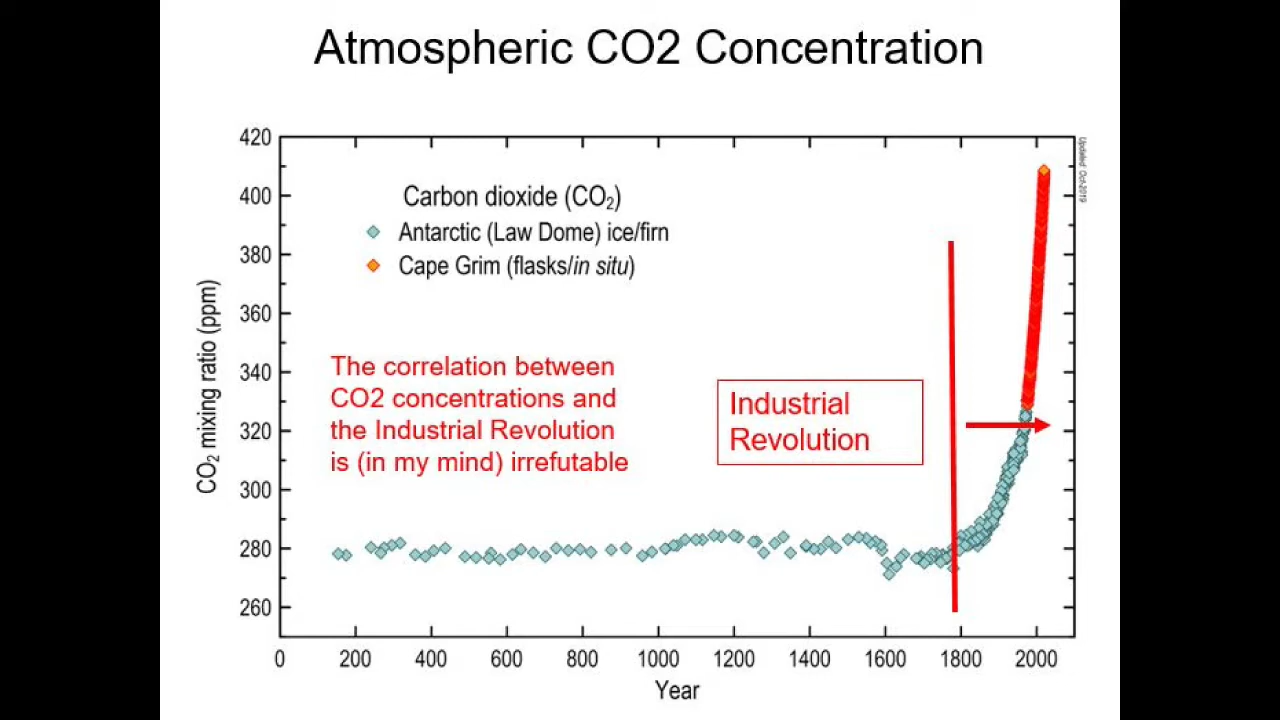 Atmospheric CO2 Concentration
Updated: Oct-2019
420
400
380
360
340
320
300
280
260
CO₂ mixing ratio (ppm)
Carbon dioxide (CO₂)
Antarctic (Law Dome) ice/firn
Cape Grim (flasks/in situ)
The correlation between
CO2 concentrations and
the Industrial Revolution
is (in my mind) irrefutable
Industrial
Revolution
0 200 400 600 800 1000 1200 1400 1600 1800 2000
Year